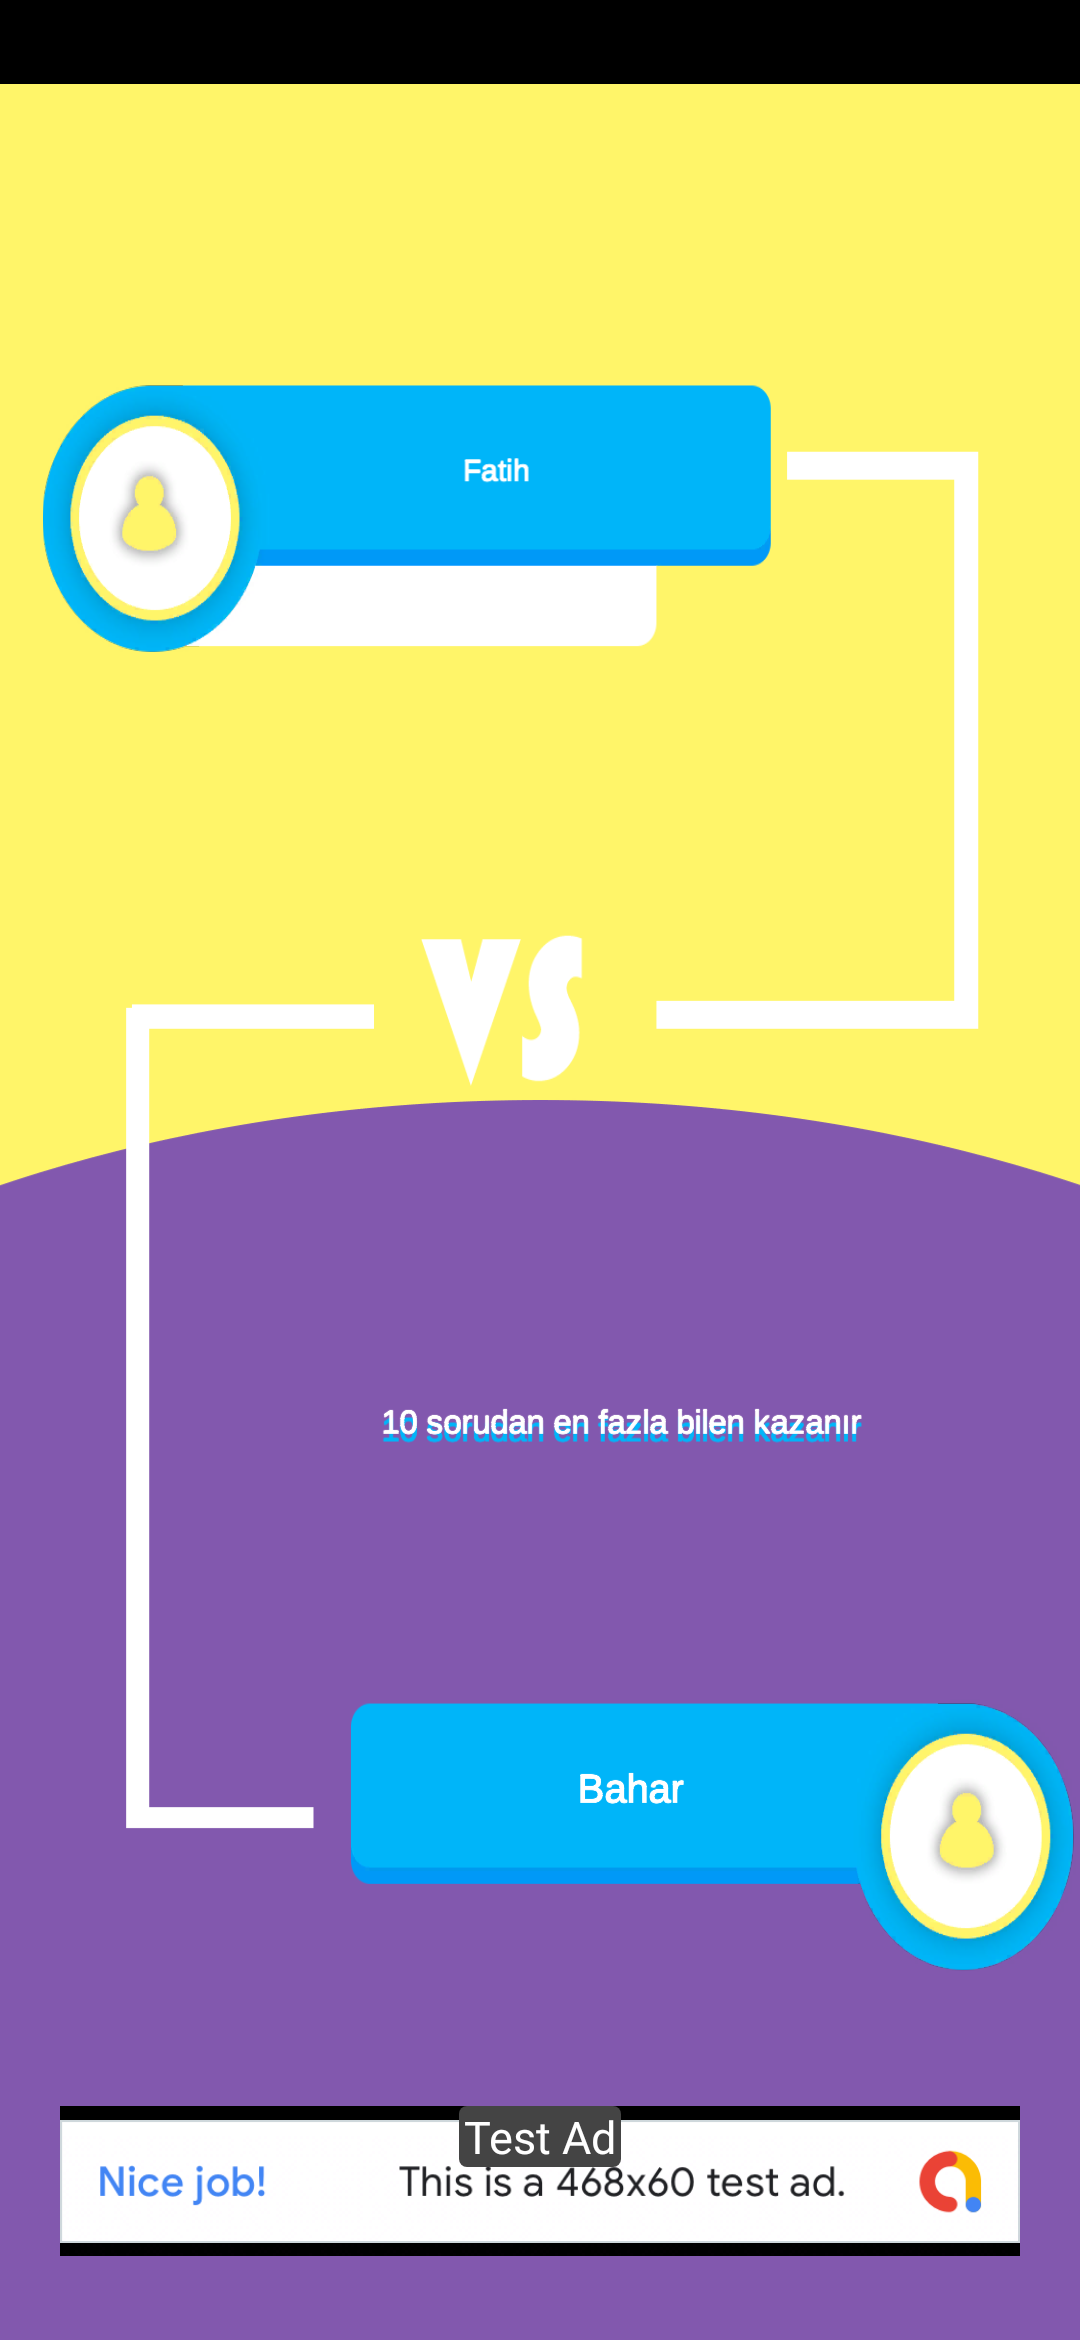 Fatih
VS
10 sorudan en fazla bilen kazanır
Bahar
Test Ad
Nice job!
This is a 468x60 test ad.